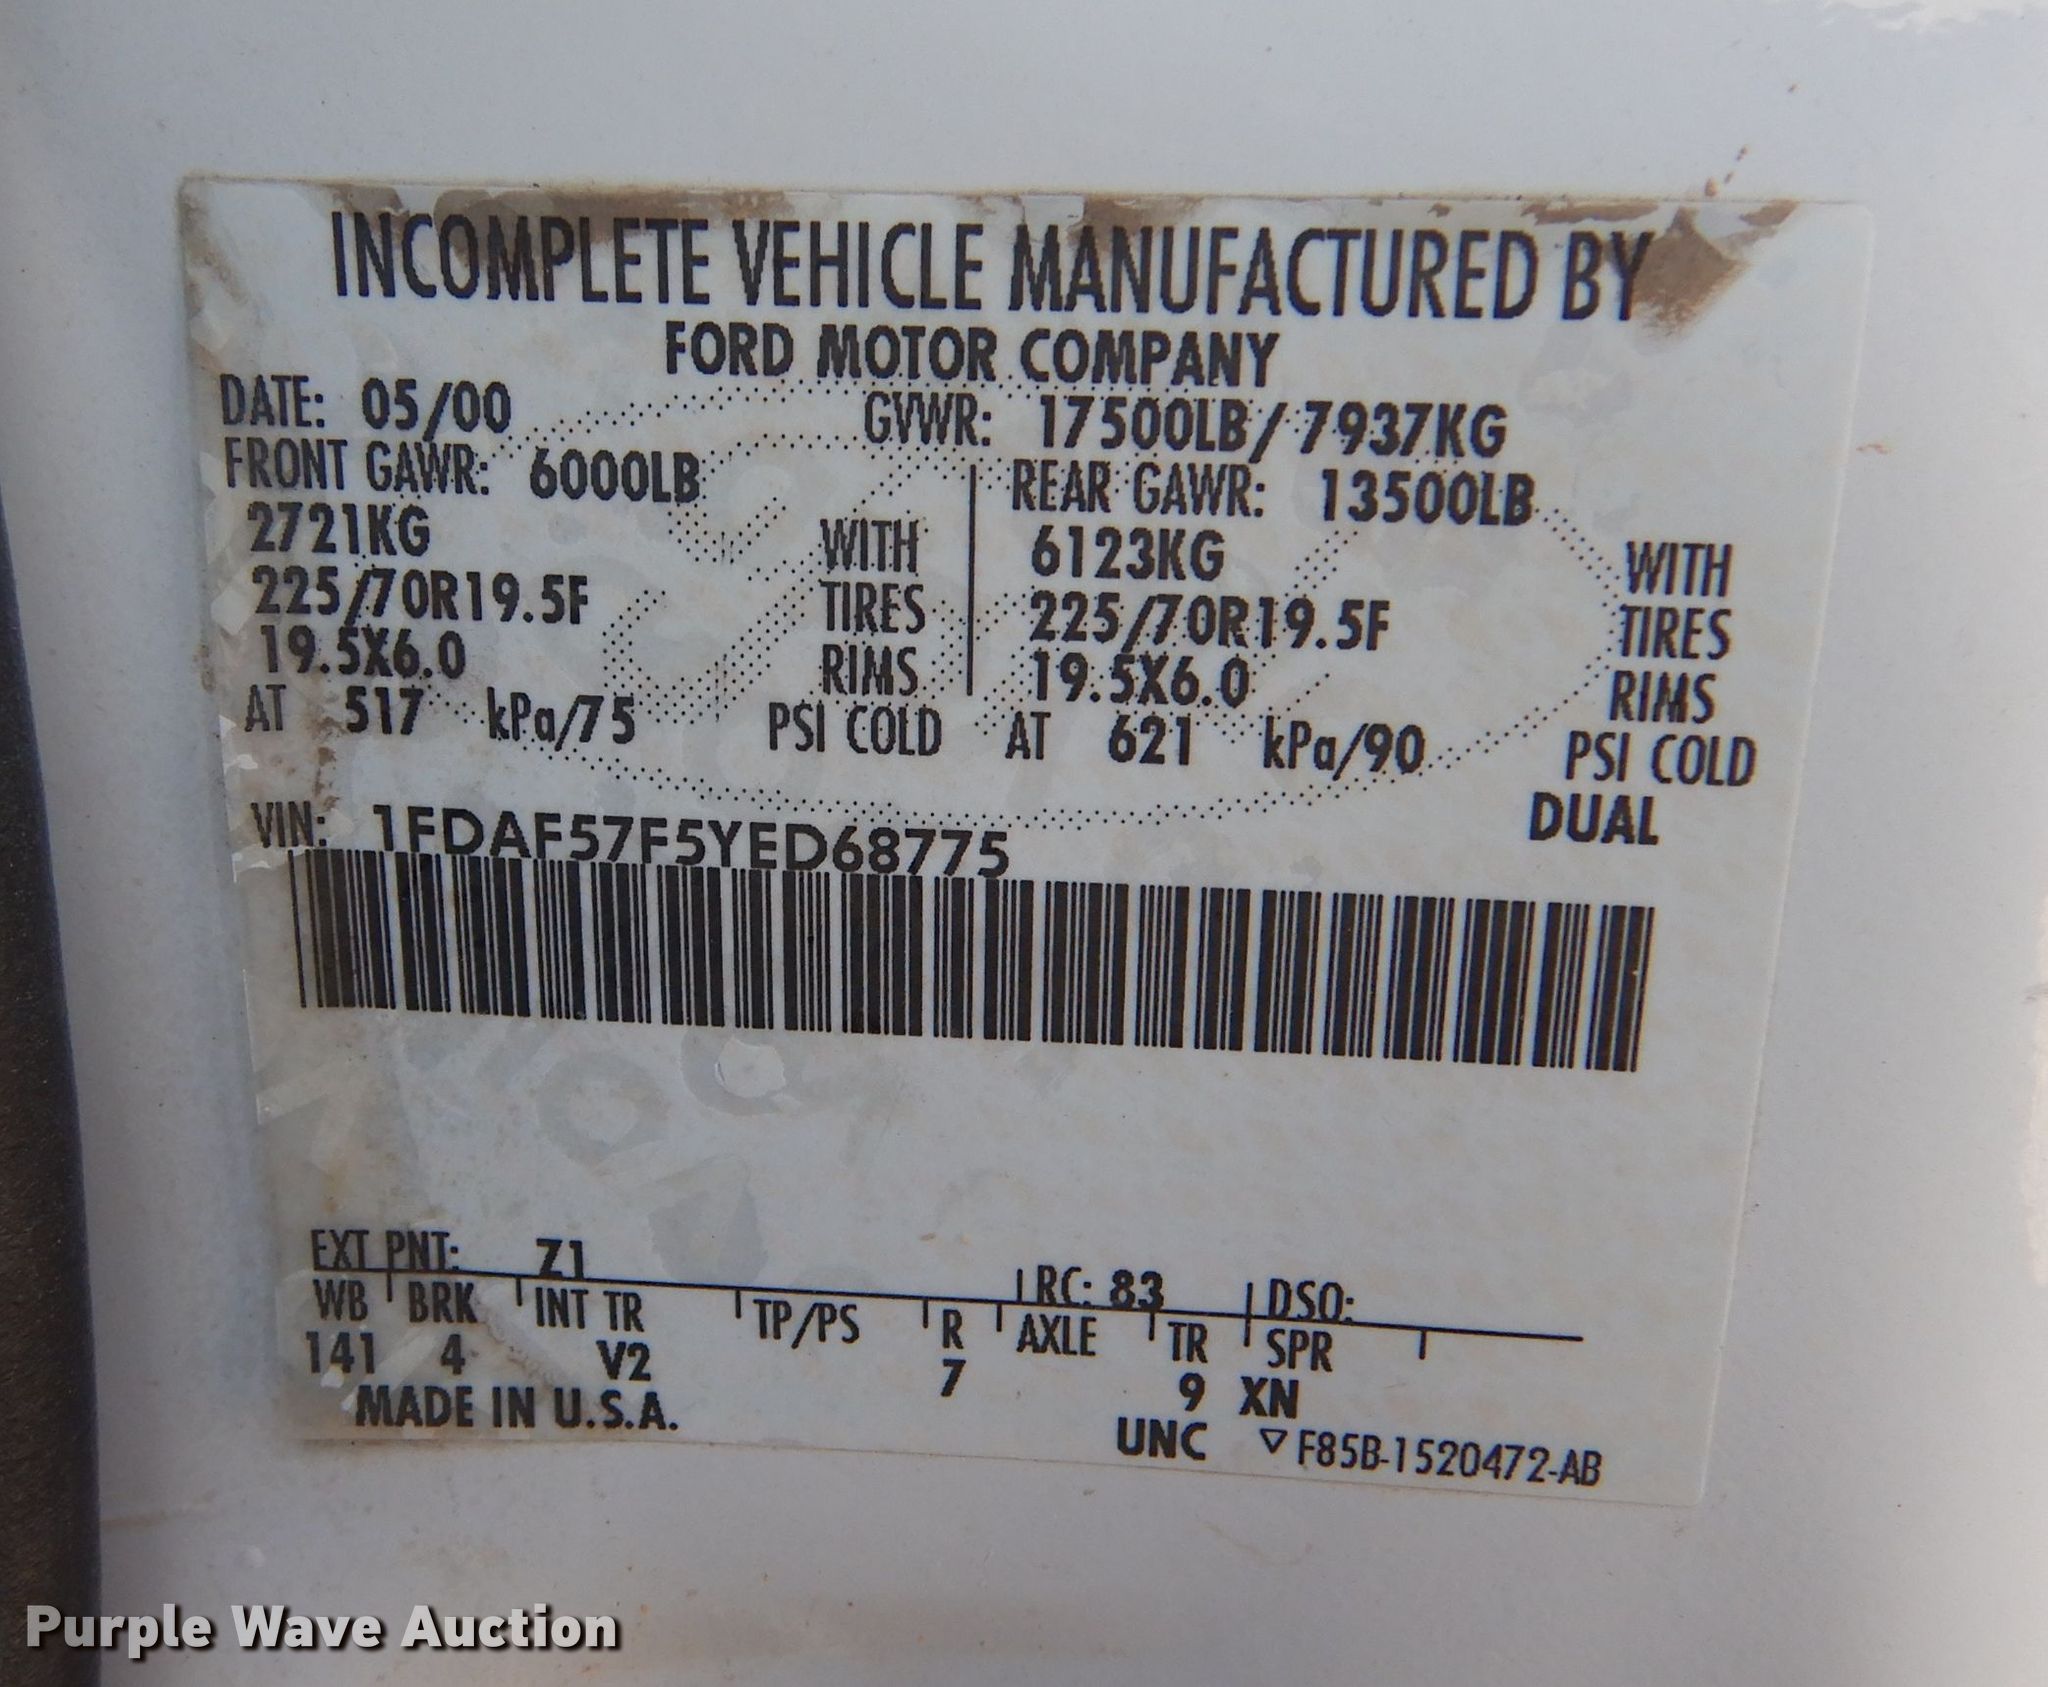 INCOMPLETE VEHICLE MANUFACTURED BY
FORD MOTOR COMPANY
DATE: 05/00 GVWR: 17500LB/7937KG
FRONT GAWR: 6000LB REAR GAWR: 13500LB
2721KG WITH 6123KG WITH
225/70R19.5F TIRES 225/70R19.5F TIRES
19.5X6.0 RIMS 19.5X6.0 RIMS
AT 517 kPa/75 PSI COLD AT 621 kPa/90 PSI COLD
DUAL
VIN: 1FDAF57F5YED68775
EXT PNT: Z1 RC: 83 DSO:
WB BRK INT TR TP/PS R AXLE TR SPR
141 4 V2 7 9 XN
MADE IN U.S.A. UNC ▽F85B-1520472-AB
Purple Wave Auction